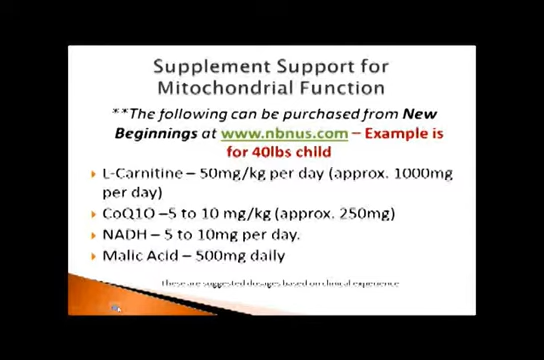 Supplement Support for
Mitochondrial Function
**The following can be purchased from New
Beginnings at www.nbnus.com – Example is
for 40lbs child
L-Carnitine – 50mg/kg per day (approx. 1000mg
per day)
CoQ10 –5 to 10 mg/kg (approx. 250mg)
NADH – 5 to 10mg per day.
Malic Acid – 500mg daily
These are suggested dosages based on clinical experience